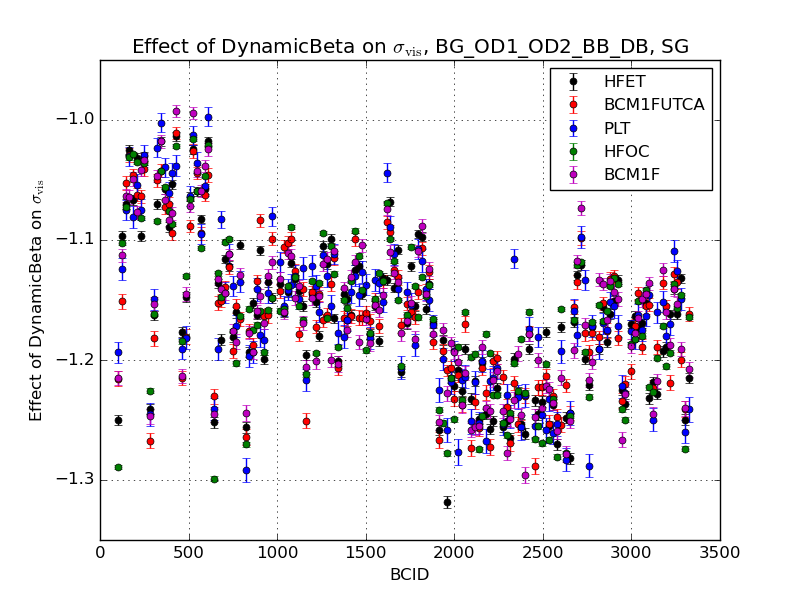 Effect of DynamicBeta on σvis, BG_OD1_OD2_BB_DB, SG
HFET
BCM1FUTCA
PLT
HFOC
BCM1F
Effect of DynamicBeta on σvis
−1.0
−1.1
−1.2
−1.3
0 500 1000 1500 2000 2500 3000 3500
BCID